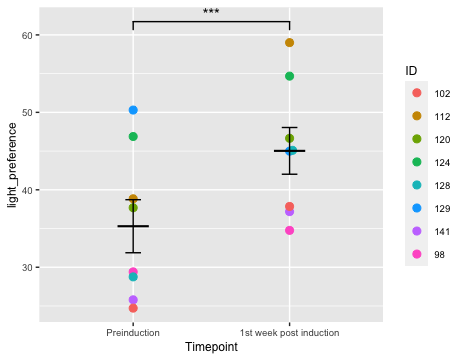 ***
60
50
40
30
light_preference
Preinduction
1st week post induction
Timepoint
ID
102
112
120
124
128
129
141
98